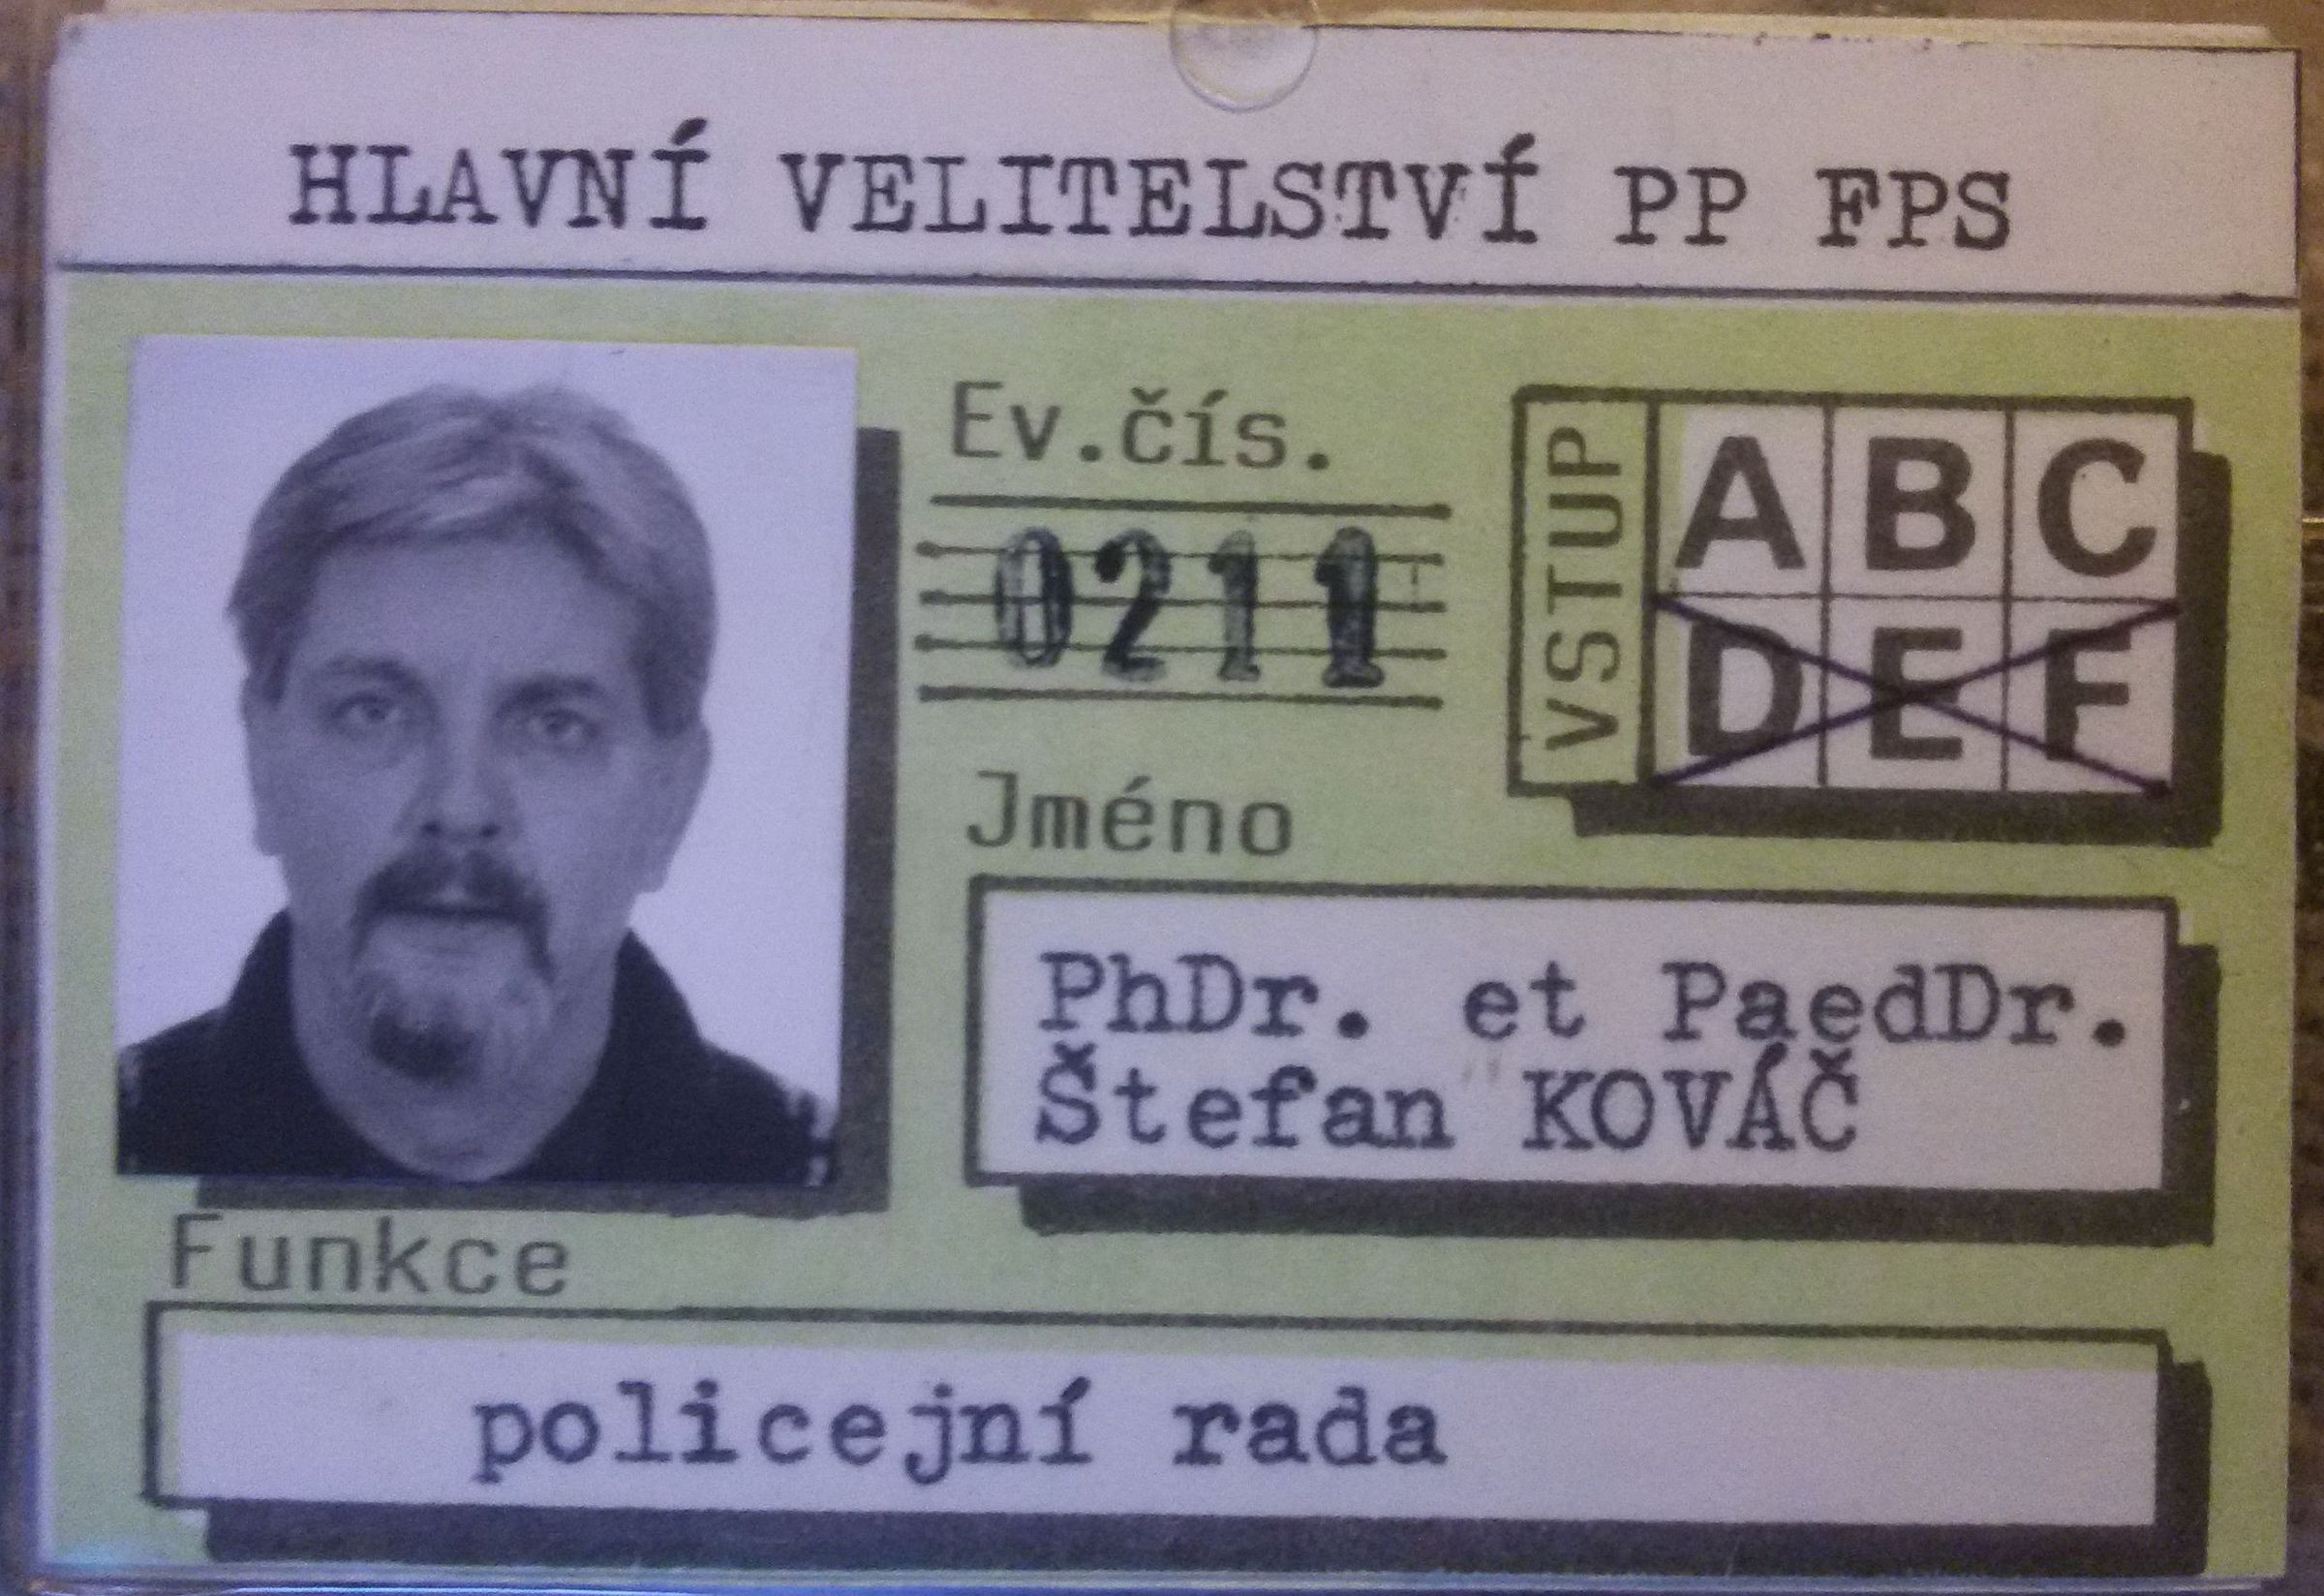 HLAVNÍ VELITELSTVÍ PP FPS
Ev.čís.
0211
VSTUP
A B C
D E F
Jméno
PhDr. et PaedDr.
Štefan KOVÁČ
Funkce
policejní rada